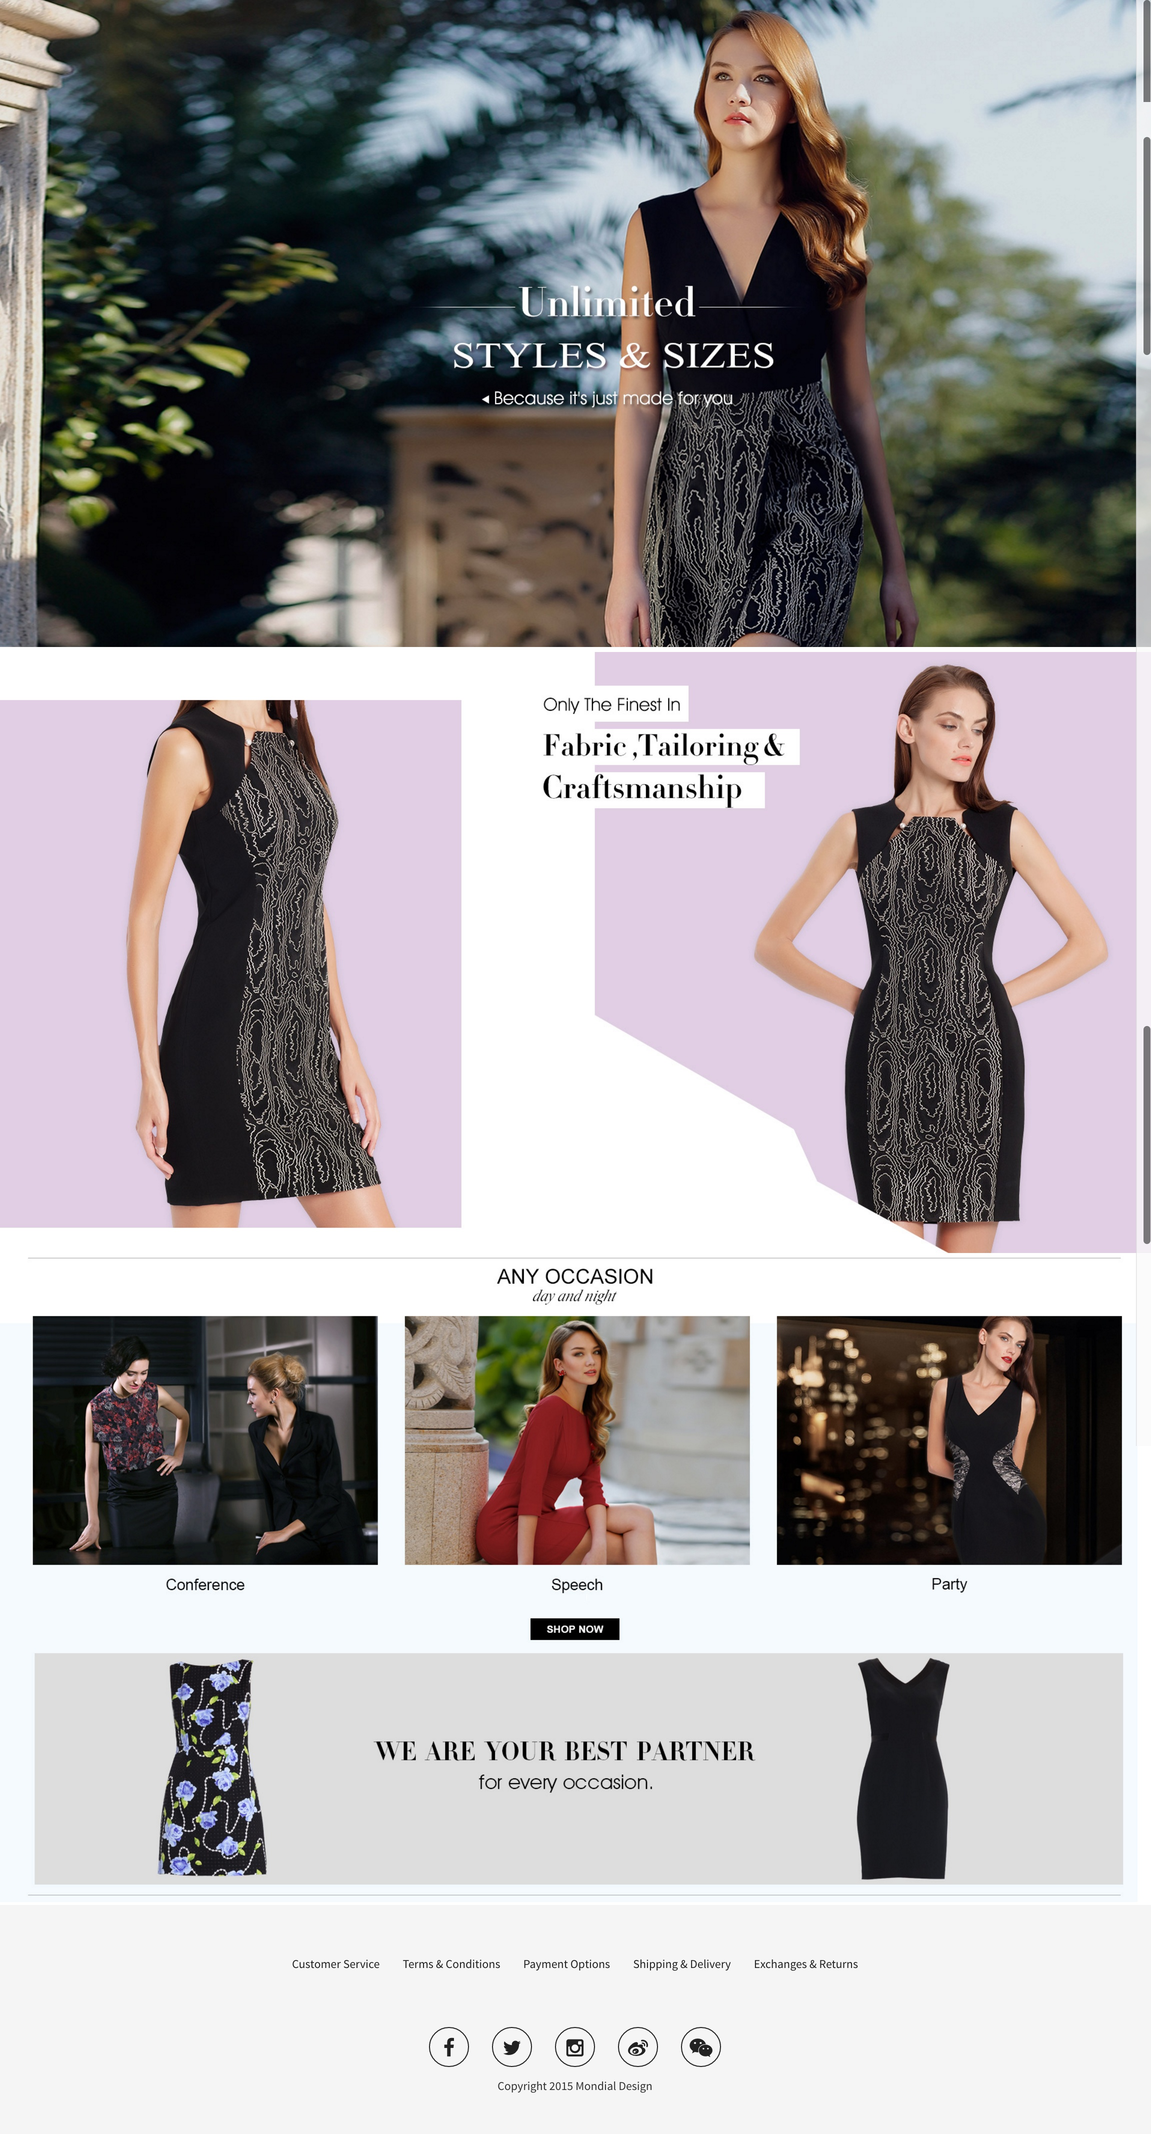 Unlimited
STYLES & SIZES
Because it's just made for you
Only The Finest In
Fabric ,Tailoring &
Craftsmanship
ANY OCCASION
day and night
Conference
Speech
Party
SHOP NOW
WE ARE YOUR BEST PARTNER
for every occasion.
Customer Service Terms & Conditions Payment Options Shipping & Delivery Exchanges & Returns
Copyright 2015 Mondial Design